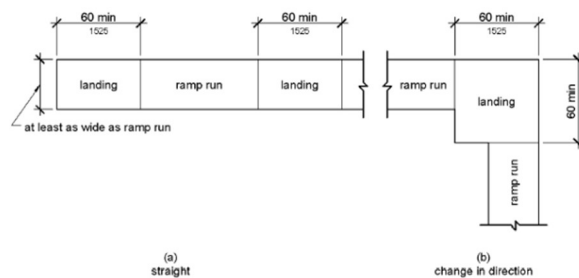 60 min
1525
60 min
1525
60 min
1525
landing
ramp run
landing
ramp run
landing
60 min
at least as wide as ramp run
ramp run
(a)
straight
(b)
change in direction